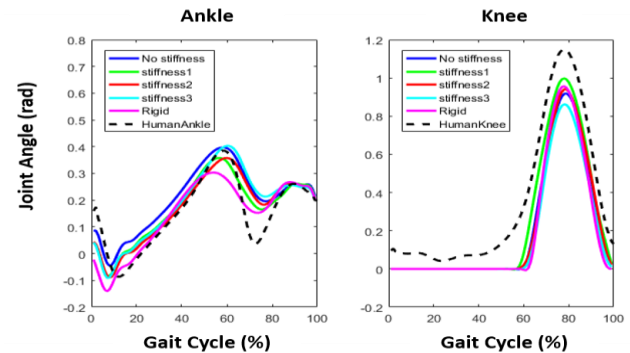 Ankle
Joint Angle (rad)
0.8
0.7
0.6
0.5
0.4
0.3
0.2
0.1
0
-0.1
-0.2
No stiffness
stiffness1
stiffness2
stiffness3
Rigid
HumanAnkle
0 20 40 60 80 100
Gait Cycle (%)
Knee
1.2
1
0.8
0.6
0.4
0.2
0
-0.2
No stiffness
stiffness1
stiffness2
stiffness3
Rigid
HumanKnee
0 20 40 60 80 100
Gait Cycle (%)